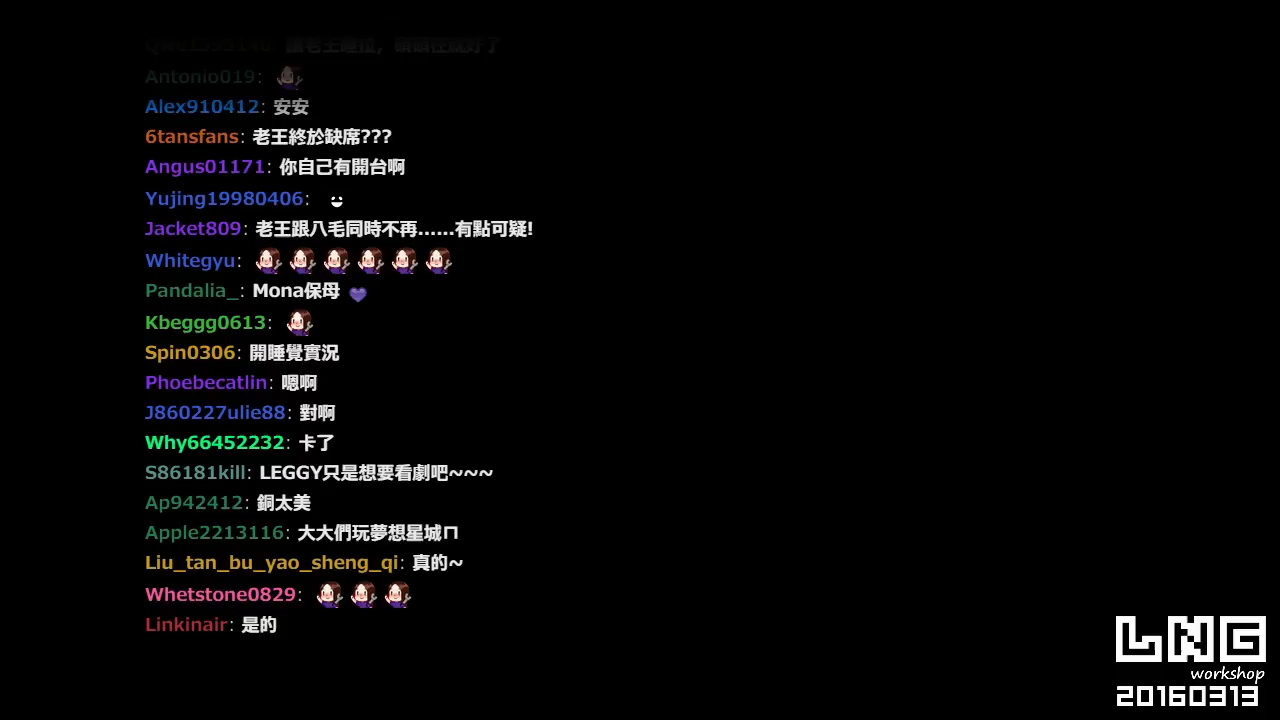 Antonio019:
Alex910412: 安安
6tansfans: 老王終於缺席???
Angus01171: 你自己有開台啊
Yujing19980406:
Jacket809: 老王跟八毛同時不再......有點可疑!
Whitegyu:
Pandalia_: Mona保母
Kbeggg0613:
Spin0306: 開睡覺實況
Phoebecatlin: 嗯啊
J860227ulie88: 對啊
Why66452232: 卡了
S86181kill: LEGGY只是想要看劇吧~~~
Ap942412: 銅太美
Apple2213116: 大大們玩夢想星城ㄇ
Liu_tan_bu_yao_sheng_qi: 真的~
Whetstone0829:
Linkinair: 是的
LNG
workshop
20160313